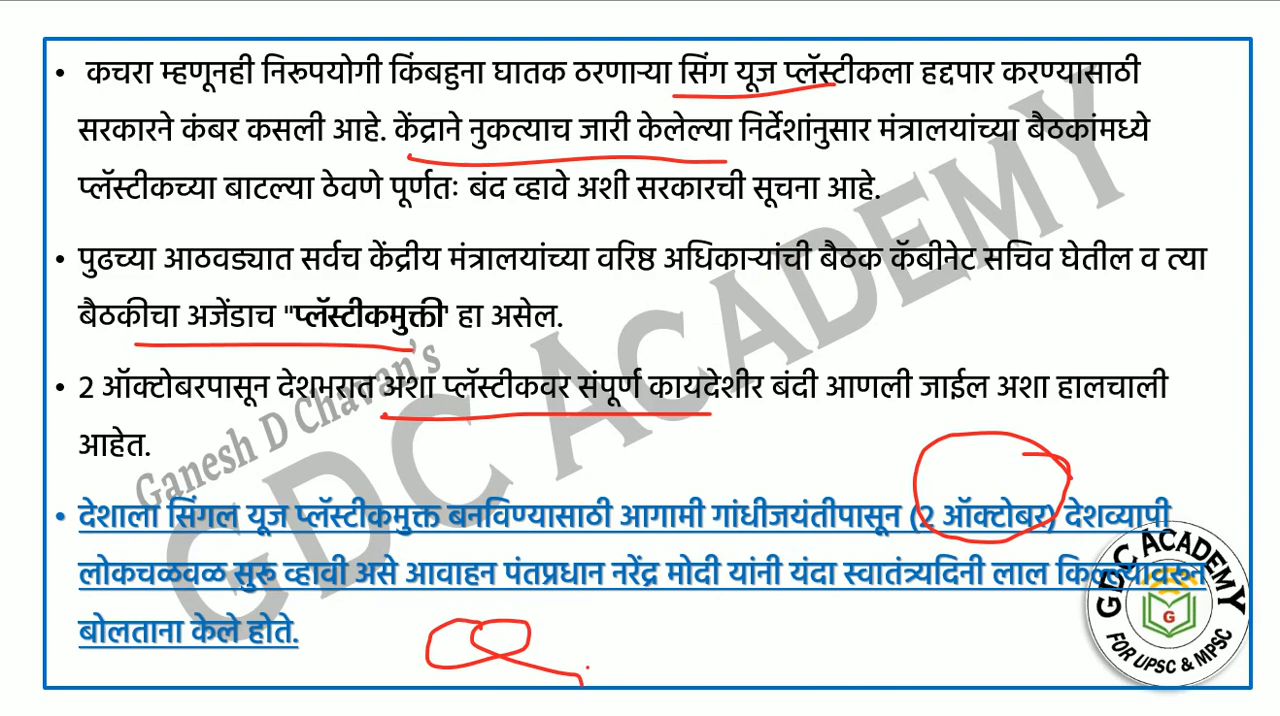 • कचरा म्हणूनही निरुपयोगी किंबहुना घातक ठरणाऱ्या सिंग यूज प्लॅस्टीकला हद्दपार करण्यासाठी
सरकारने कंबर कसली आहे. केंद्राने नुकत्याच जारी केलेल्या निर्देशांनुसार मंत्रालयांच्या बैठकांमध्ये
प्लॅस्टीकच्या बाटल्या ठेवणे पूर्णतः बंद व्हावे अशी सरकारची सूचना आहे.
• पुढच्या आठवड्यात सर्वच केंद्रीय मंत्रालयांच्या वरिष्ठ अधिकाऱ्यांची बैठक कॅबीनेट सचिव घेतील व त्या
बैठकीचा अजेंडाच "प्लॅस्टीकमुक्ती' हा असेल.
• 2 ऑक्टोबरपासून देशभरात अशा प्लॅस्टीकवर संपूर्ण कायदेशीर बंदी आणली जाईल अशा हालचाली
आहेत.
• देशाला सिंगल यूज प्लॅस्टीकमुक्त बनविण्यासाठी आगामी गांधीजयंतीपासून (2 ऑक्टोबर) देशव्यापी
लोकचळवळ सुरु व्हावी असे आवाहन पंतप्रधान नरेंद्र मोदी यांनी यंदा स्वातंत्र्यदिनी लाल किल्ल्यावरुन
बोलताना केले होते.
Ganesh D Chavan's
GDC ACADEMY
GDC ACADEMY
G
FOR UPSC & MPSC